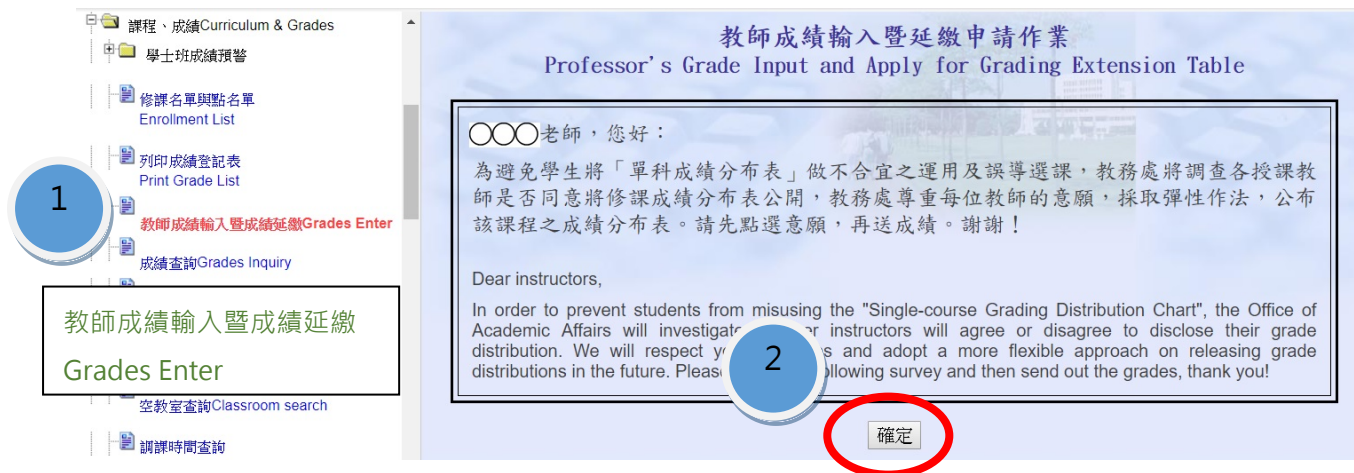 課程、成績Curriculum & Grades
學士班成績預警
修課名單與點名單
Enrollment List
列印成績登記表
Print Grade List
1
教師成績輸入暨成績延繳Grades Enter
成績查詢Grades Inquiry
教師成績輸入暨成績延繳
Grades Enter
空教室查詢Classroom search
調課時間查詢
教師成績輸入暨延繳申請作業
Professor's Grade Input and Apply for Grading Extension Table
○○○老師，您好：
為避免學生將「單科成績分布表」做不合宜之運用及誤導選課，教務處將調查各授課教
師是否同意將修課成績分布表公開，教務處尊重每位教師的意願，採取彈性作法，公布
該課程之成績分布表。請先點選意願，再送成績。謝謝！
Dear instructors,
In order to prevent students from misusing the "Single-course Grading Distribution Chart", the Office of
Academic Affairs will investigate or instructors will agree or disagree to disclose their grade
distribution. We will respect and adopt a more flexible approach on releasing grade
distributions in the future. Please following survey and then send out the grades, thank you!
2
確定